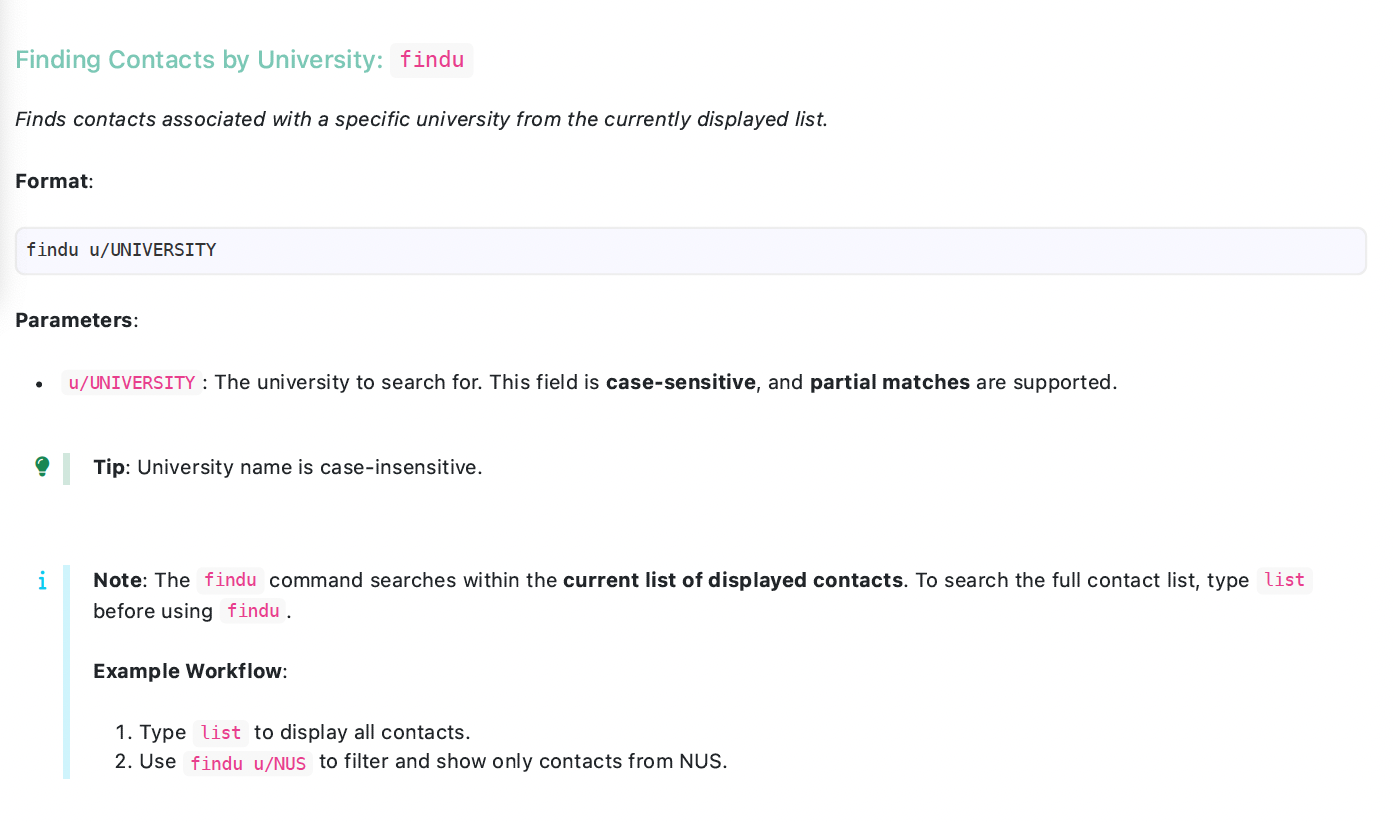 Finding Contacts by University: findu
Finds contacts associated with a specific university from the currently displayed list.
Format:
findu u/UNIVERSITY
Parameters:
• u/UNIVERSITY : The university to search for. This field is case-sensitive, and partial matches are supported.
Tip: University name is case-insensitive.
Note: The findu command searches within the current list of displayed contacts. To search the full contact list, type list
before using findu .
Example Workflow:
1. Type list to display all contacts.
2. Use findu u/NUS to filter and show only contacts from NUS.